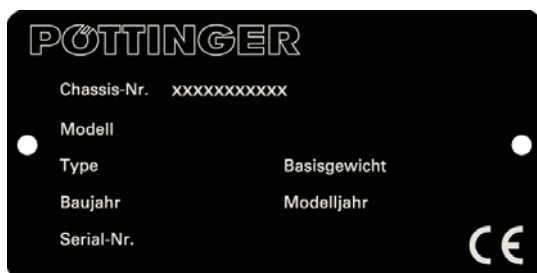 PÖTTINGER
Chassis-Nr. xxxxxxxxxxx
Modell
Type Basisgewicht
Baujahr Modelljahr
Serial-Nr.
CE